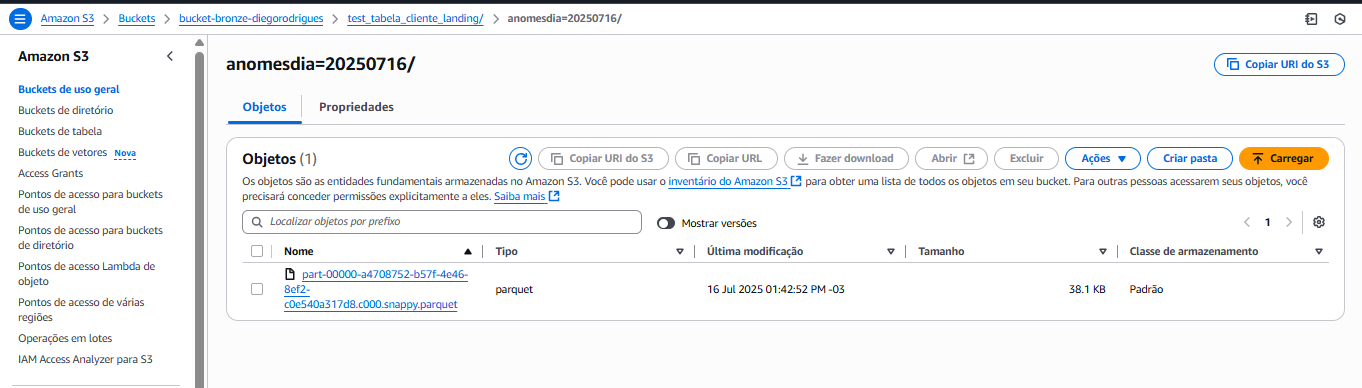 Amazon S3 > Buckets > bucket-bronze-diegorodrigues > test_tabela_cliente_landing/ > anomesdia=20250716/
Amazon S3
Buckets de uso geral
Buckets de diretório
Buckets de tabela
Buckets de vetores Nova
Access Grants
Pontos de acesso para buckets
de uso geral
Pontos de acesso para buckets
de diretório
Pontos de acesso Lambda de
objeto
Pontos de acesso de várias
regiões
Operações em lotes
IAM Access Analyzer para S3
anomesdia=20250716/
Copiar URI do S3
Objetos
Propriedades
Objetos (1)
Copiar URI do S3
Copiar URL
Fazer download
Abrir
Excluir
Ações
Criar pasta
Carregar
Os objetos são as entidades fundamentais armazenadas no Amazon S3. Você pode usar o inventário do Amazon S3 para obter uma lista de todos os objetos em seu bucket. Para outras pessoas acessarem seus objetos, você
precisará conceder permissões explicitamente a eles. Saiba mais
Localizar objetos por prefixo
Mostrar versões
1
Nome
Tipo
Última modificação
Tamanho
Classe de armazenamento
part-00000-a4708752-b57f-4e46-
8ef2-
c0e540a317d8.c000.snappy.parquet
parquet
16 Jul 2025 01:42:52 PM -03
38.1 KB
Padrão